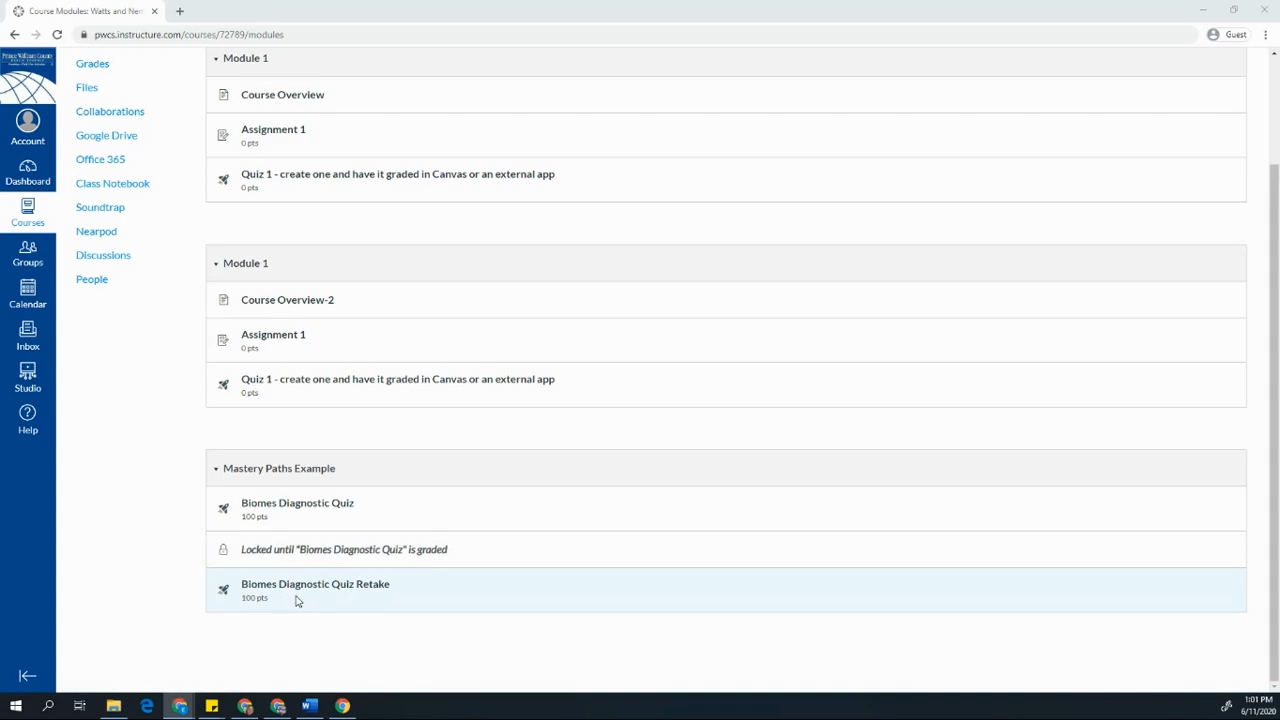 Course Modules: Watts and Ner
pwcs.instructure.com/courses/72789/modules
Guest
Prince William County
Account
Dashboard
Courses
Groups
Calendar
Inbox
Studio
Help
Grades
Files
Collaborations
Google Drive
Office 365
Class Notebook
Soundtrap
Nearpod
Discussions
People
Module 1
Course Overview
Assignment 1
0 pts
Quiz 1 - create one and have it graded in Canvas or an external app
0 pts
Module 1
Course Overview-2
Assignment 1
0 pts
Quiz 1 - create one and have it graded in Canvas or an external app
0 pts
Mastery Paths Example
Biomes Diagnostic Quiz
100 pts
Locked until "Biomes Diagnostic Quiz" is graded
Biomes Diagnostic Quiz Retake
100 pts
1:01 PM
6/11/2020